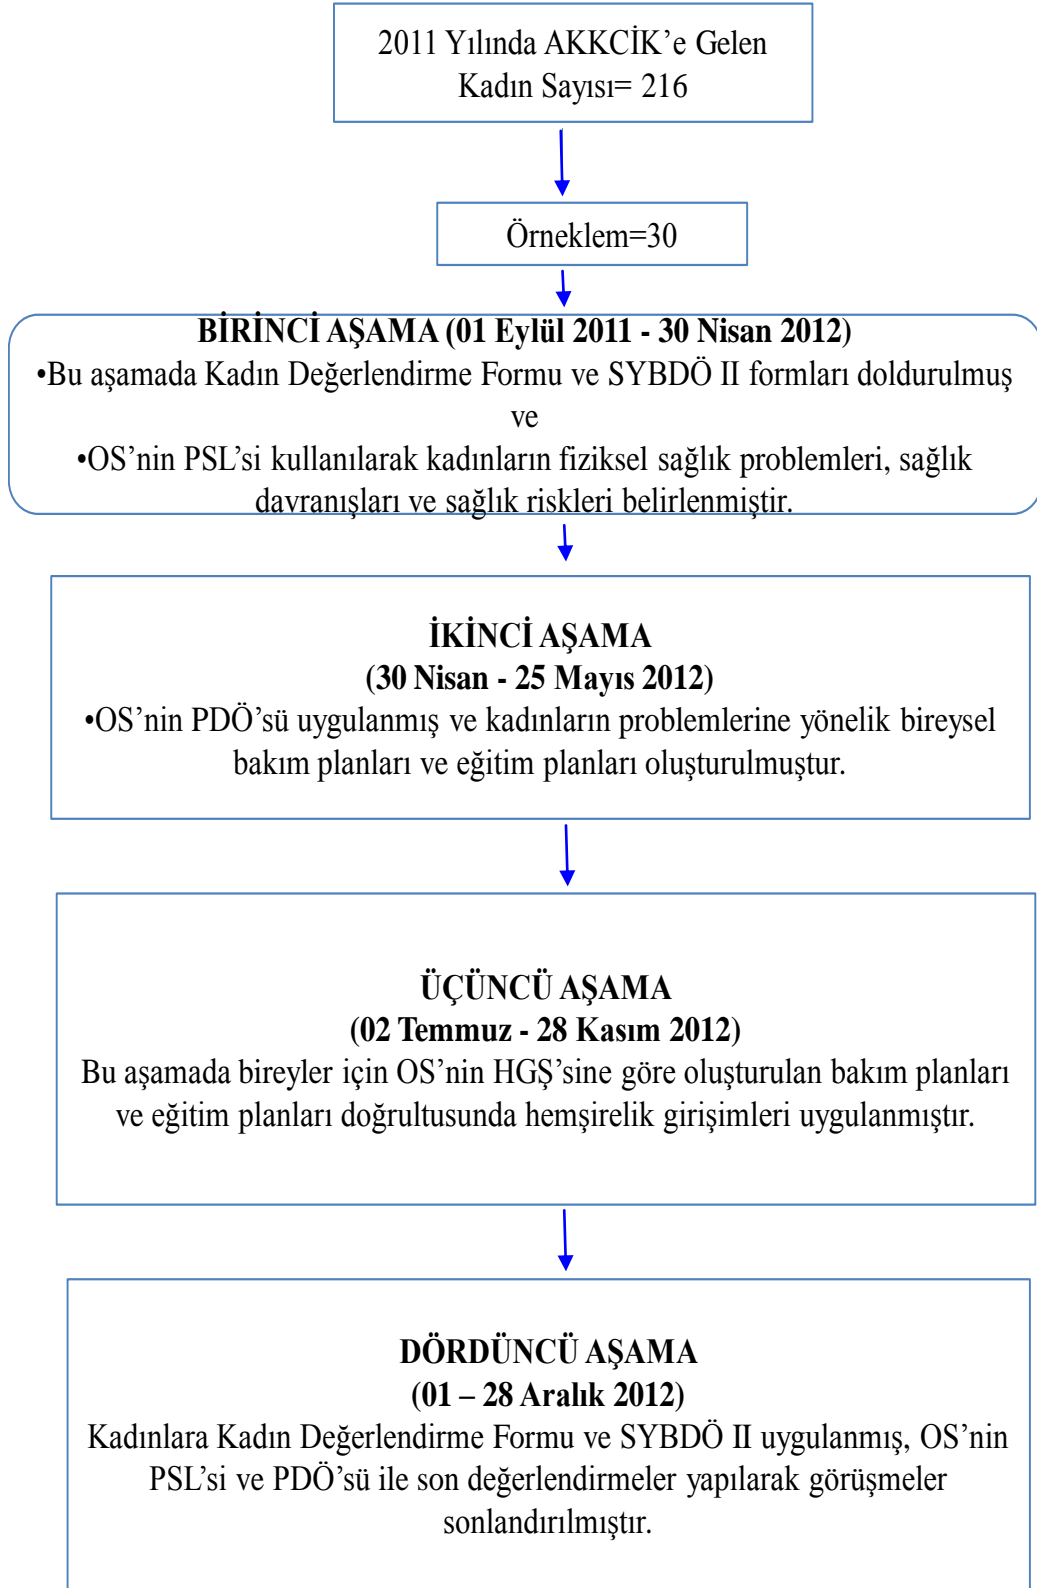 2011 Yılında AKKCİK’e Gelen
Kadın Sayısı= 216
Örneklem=30
BİRİNCİ AŞAMA (01 Eylül 2011 - 30 Nisan 2012)
•Bu aşamada Kadın Değerlendirme Formu ve SYBDÖ II formları doldurulmuş
ve
•OS’nin PSL’si kullanılarak kadınların fiziksel sağlık problemleri, sağlık
davranışları ve sağlık riskleri belirlenmiştir.
İKİNCİ AŞAMA
(30 Nisan - 25 Mayıs 2012)
•OS’nin PDÖ’sü uygulanmış ve kadınların problemlerine yönelik bireysel
bakım planları ve eğitim planları oluşturulmuştur.
ÜÇÜNCÜ AŞAMA
(02 Temmuz - 28 Kasım 2012)
Bu aşamada bireyler için OS’nin HGŞ’sine göre oluşturulan bakım planları
ve eğitim planları doğrultusunda hemşirelik girişimleri uygulanmıştır.
DÖRDÜNCÜ AŞAMA
(01 – 28 Aralık 2012)
Kadınlara Kadın Değerlendirme Formu ve SYBDÖ II uygulanmış, OS’nin
PSL’si ve PDÖ’sü ile son değerlendirmeler yapılarak görüşmeler
sonlandırılmıştır.